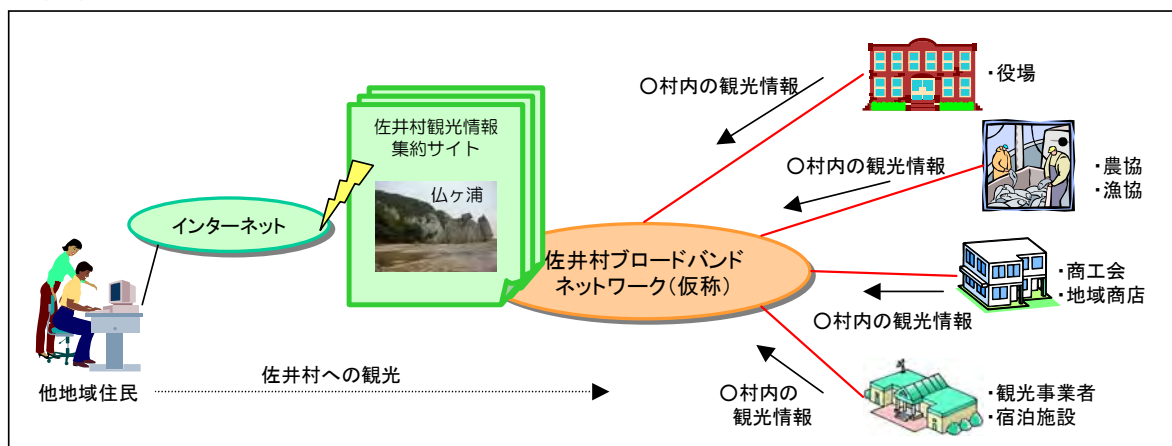 〇村内の観光情報
・役場
佐井村観光情報
集約サイト
仏ヶ浦
〇村内の観光情報
・農協
・漁協
インターネット
佐井村ブロードバンド
ネットワーク(仮称)
・商工会
・地域商店
〇村内の観光情報
佐井村への観光
他地域住民
〇村内の
観光情報
・観光事業者
・宿泊施設